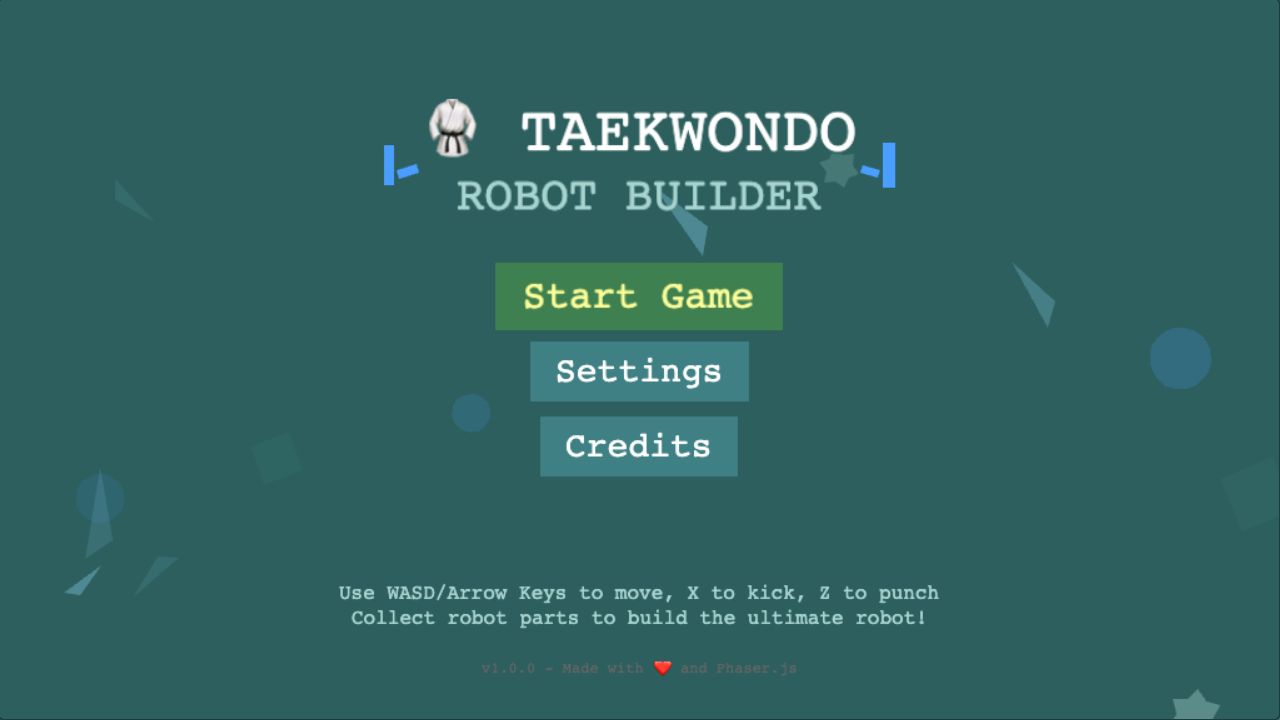 TAEKWONDO
ROBOT BUILDER
Start Game
Settings
Credits
Use WASD/Arrow Keys to move, X to kick, Z to punch
Collect robot parts to build the ultimate robot!
v1.0.0 - Made with ❤️ and Phaser.js